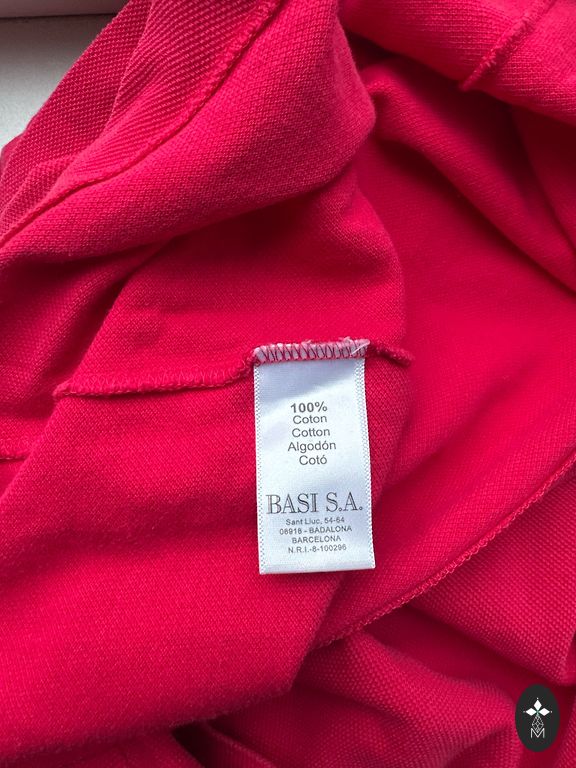 100%
Coton
Cotton
Algodón
Cotó
BASI S.A.
Sant Lluc, 54-64
08918 - BADALONA
BARCELONA
N.R.I.-8-100296
M